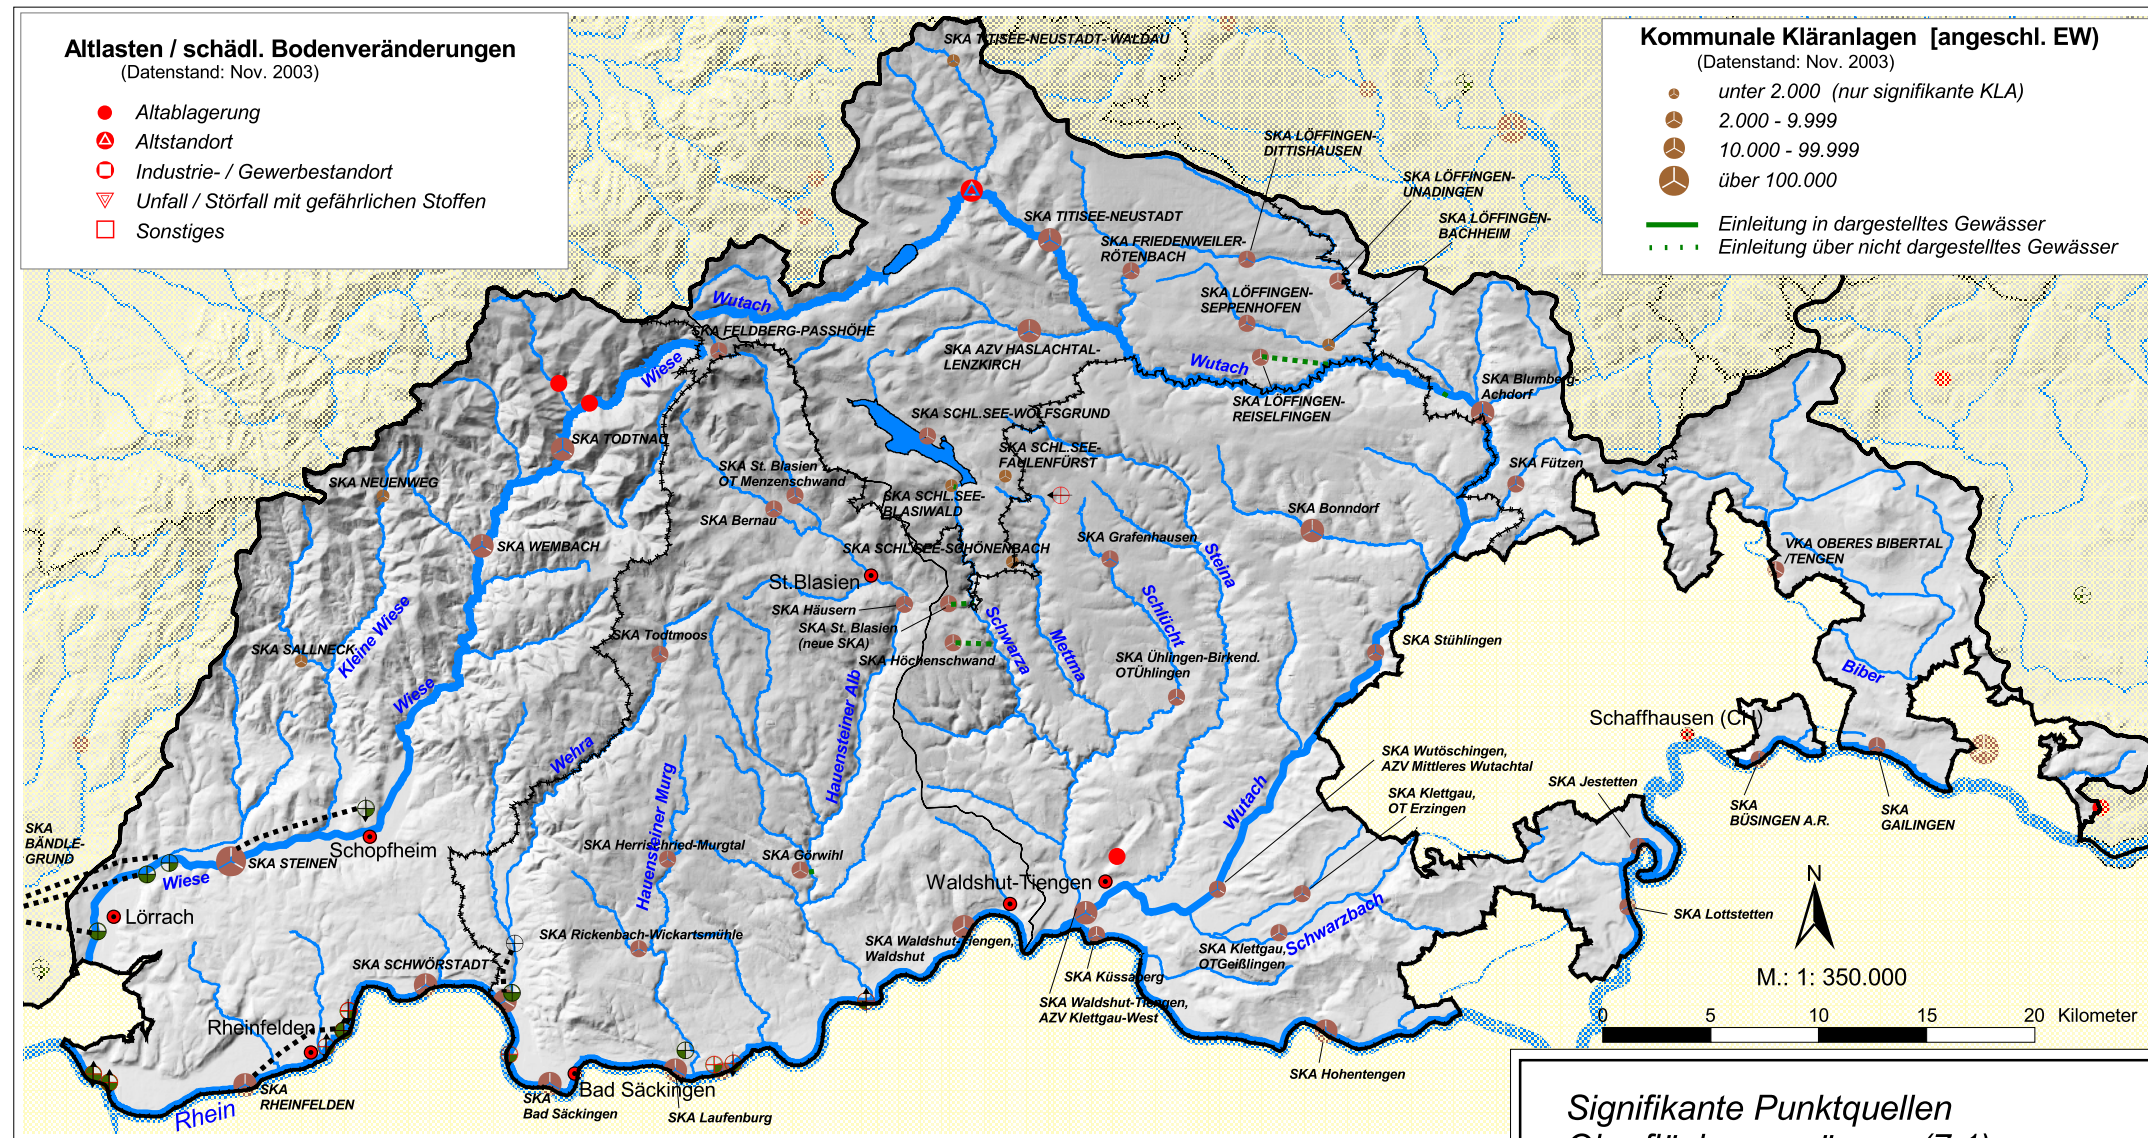 Altlasten / schädl. Bodenveränderungen
(Datenstand: Nov. 2003)
Altablagerung
Altstandort
Industrie- / Gewerbestandort
Unfall / Störfall mit gefährlichen Stoffen
Sonstiges
Kommunale Kläranlagen [angeschl. EW)
(Datenstand: Nov. 2003)
unter 2.000 (nur signifikante KLA)
2.000 - 9.999
10.000 - 99.999
über 100.000
Einleitung in dargestelltes Gewässer
Einleitung über nicht dargestelltes Gewässer
SKA TITISEE-NEUSTADT- WALDAU
SKA LÖFFINGEN-
DITTISHAUSEN
SKA LÖFFINGEN-
UNADINGEN
SKA LÖFFINGEN-
BACHHEIM
SKA TITISEE-NEUSTADT
SKA FRIEDENWEILER-
RÖTENBACH
SKA LÖFFINGEN-
SEPPENHOFEN
Wutach
SKA FELDBERG-PASSHÖHE
SKA AZV HASLACHTAL-
LENZKIRCH
Wiese
Wutach
SKA LÖFFINGEN-
REISELFINGEN
SKA Blumberg-
Achdorf
SKA SCHL.SEE-WOLFSGRUND
SKA TODTNAU
SKA SCHL.SEE-
FAULENFÜRST
SKA St. Blasien
OT Menzenschwand
SKA Fützen
SKA NEUENWEG
SKA SCHL.SEE-
BLASIWALD
SKA Bernau
SKA Bonndorf
SKA WEMBACH
SKA SCHL.SEE-SCHÖNENBACH
SKA Grafenhausen
Steina
VKA OBERES BIBERTAL
/TENGEN
St.Blasien
SKA Häusern
SKA St. Blasien
(neue SKA)
Schwarza
Mettma
Schlücht
Kleine Wiese
SKA SALLNECK
SKA Todtmoos
SKA Höchenschwand
SKA Ühlingen-Birkend.
OTÜhlingen
SKA Stühlingen
Biber
Wiese
Hauensteiner Alb
Schaffhausen (CH)
Wehra
Hauensteiner Murg
Wutach
SKA Wutöschingen,
AZV Mittleres Wutachtal
SKA Klettgau,
OT Erzingen
SKA Jestetten
SKA
BÜSINGEN A.R.
SKA
GAILINGEN
SKA
BÄNDLE-
GRUND
Schopfheim
SKA STEINEN
Wiese
SKA Herrischried-Murgtal
SKA Görwihl
Waldshut-Tiengen
N
Lörrach
SKA Rickenbach-Wickartsmühle
SKA Waldshut-Tiengen,
Waldshut
SKA Klettgau,
OTGeißlingen
Schwarzbach
SKA Lottstetten
SKA SCHWÖRSTADT
SKA Küssaberg
SKA Waldshut-Tiengen,
AZV Klettgau-West
M.: 1: 350.000
0 5 10 15 20 Kilometer
Rheinfelden
SKA Hohentengen
SKA
RHEINFELDEN
Rhein
Bad Säckingen
SKA
Bad Säckingen
SKA Laufenburg
Signifikante Punktquellen